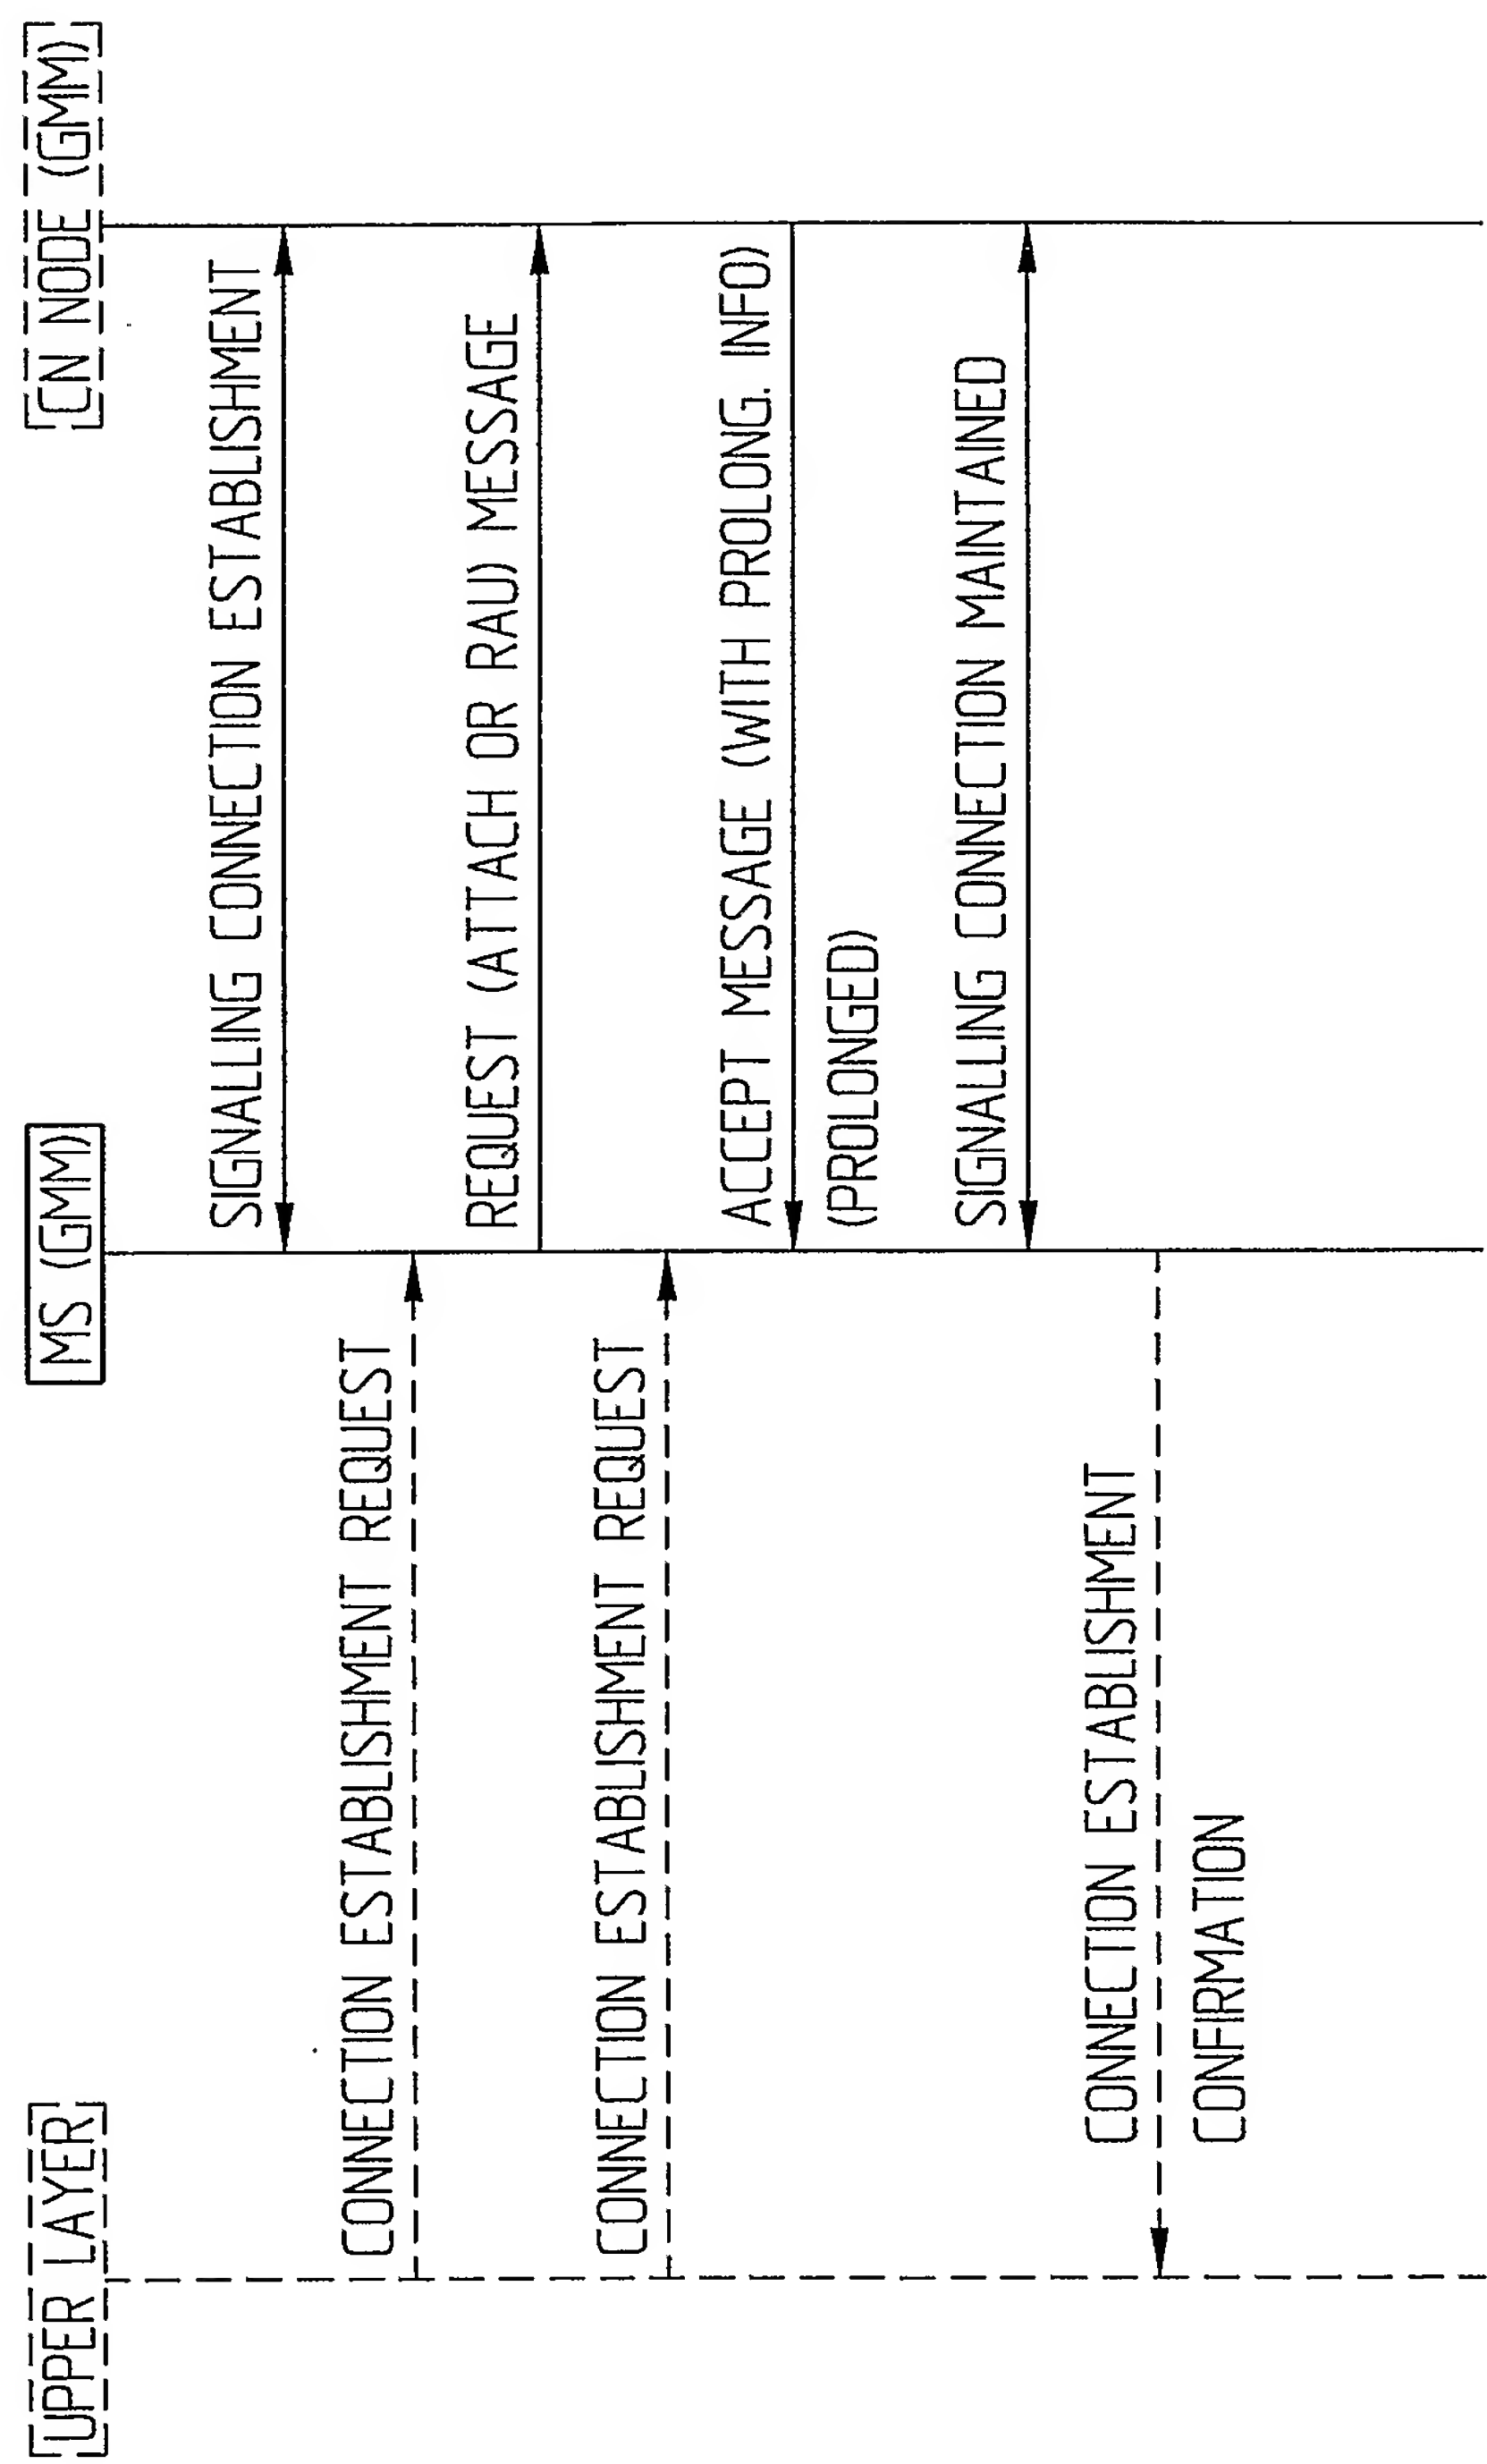 UPPER LAYER
MS (GMM)
CN NODE (GMM)
SIGNALLING CONNECTION ESTABLISHMENT
CONNECTION ESTABLISHMENT REQUEST
REQUEST (ATTACH OR RAU) MESSAGE
CONNECTION ESTABLISHMENT REQUEST
ACCEPT MESSAGE (WITH PROLONG. INFO)
(PROLONGED)
SIGNALLING CONNECTION MAINTAINED
CONNECTION ESTABLISHMENT
CONFIRMATION